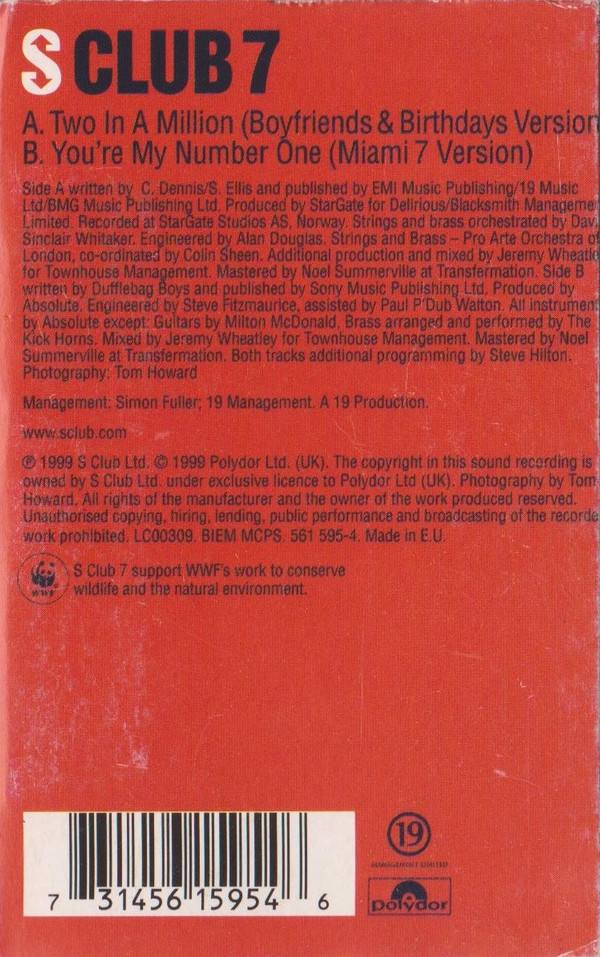 S CLUB 7
A. Two In A Million (Boyfriends & Birthdays Version
B. You're My Number One (Miami 7 Version)
Side A written by C. Dennis/S. Ellis and published by EMI Music Publishing/19 Music
Ltd/BMG Music Publishing Ltd. Produced by StarGate for Delirious/Blacksmith Manageme
Limited. Recorded at StarGate Studios AS, Norway. Strings and brass orchestrated by Davi
Sinclair Whitaker. Engineered by Alan Douglas. Strings and Brass – Pro Arte Orchestra o
London, co-ordinated by Colin Sheen. Additional production and mixed by Jeremy Wheatle
for Townhouse Management. Mastered by Noel Summerville at Transfermation. Side B
written by Dufflebag Boys and published by Sony Music Publishing Ltd. Produced by
Absolute. Engineered by Steve Fitzmaurice, assisted by Paul P'Dub Walton. All instrument
by Absolute except: Guitars by Milton McDonald, Brass arranged and performed by The
Kick Horns. Mixed by Jeremy Wheatley for Townhouse Management. Mastered by Noel
Summerville at Transfermation. Both tracks additional programming by Steve Hilton.
Photography: Tom Howard
Management: Simon Fuller; 19 Management. A 19 Production.
www.sclub.com
℗ 1999 S Club Ltd. © 1999 Polydor Ltd. (UK). The copyright in this sound recording is
owned by S Club Ltd. under exclusive licence to Polydor Ltd (UK). Photography by Tom
Howard. All rights of the manufacturer and the owner of the work produced reserved.
Unauthorised copying, hiring, lending, public performance and broadcasting of the recorde
work prohibited. LC00309. BIEM MCPS. 561 595-4. Made in E.U.
S Club 7 support WWF's work to conserve
wildlife and the natural environment.
WWF
19
MANAGEMENT LIMITED
polydor
7 31456 15954 6